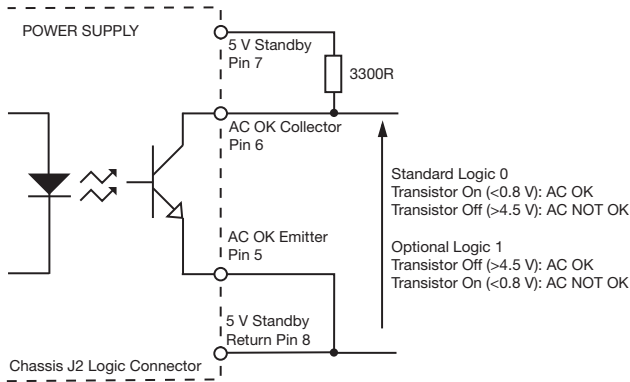 POWER SUPPLY
5 V Standby
Pin 7
3300R
AC OK Collector
Pin 6
Standard Logic 0
Transistor On (<0.8 V): AC OK
Transistor Off (>4.5 V): AC NOT OK
AC OK Emitter
Pin 5
Optional Logic 1
Transistor Off (>4.5 V): AC OK
Transistor On (<0.8 V): AC NOT OK
5 V Standby
Return Pin 8
Chassis J2 Logic Connector